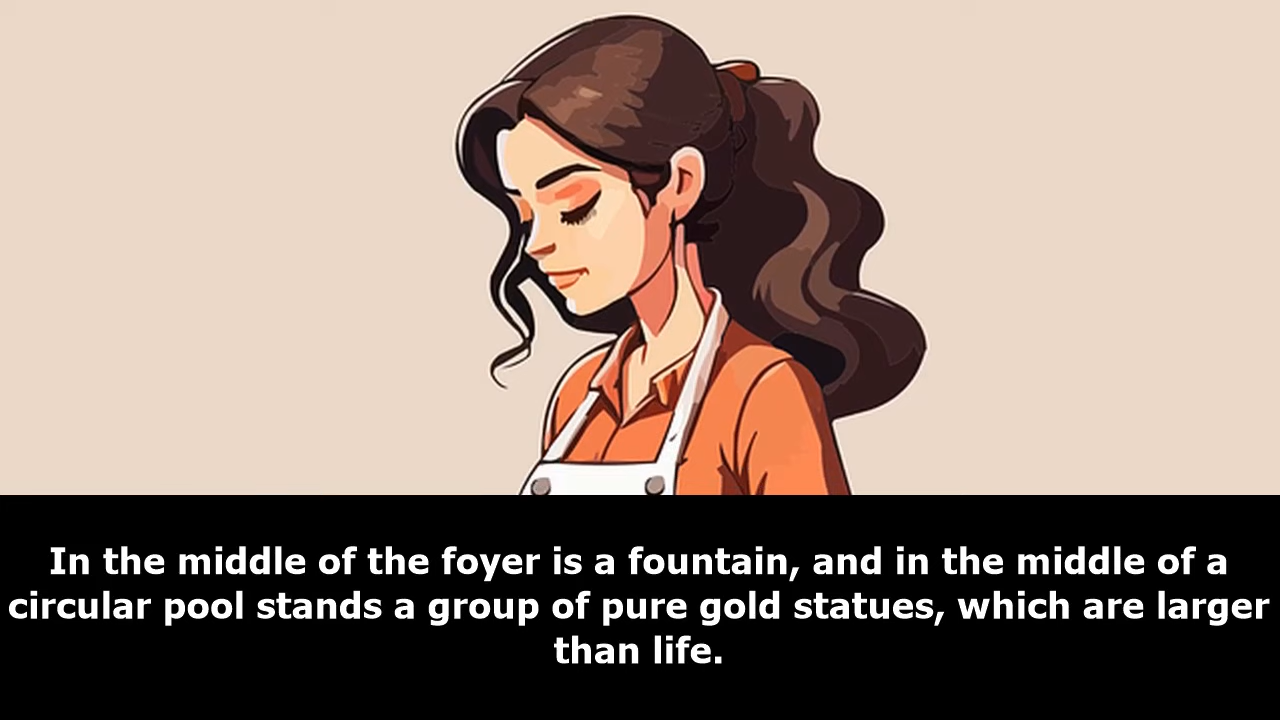 In the middle of the foyer is a fountain, and in the middle of a
circular pool stands a group of pure gold statues, which are larger
than life.